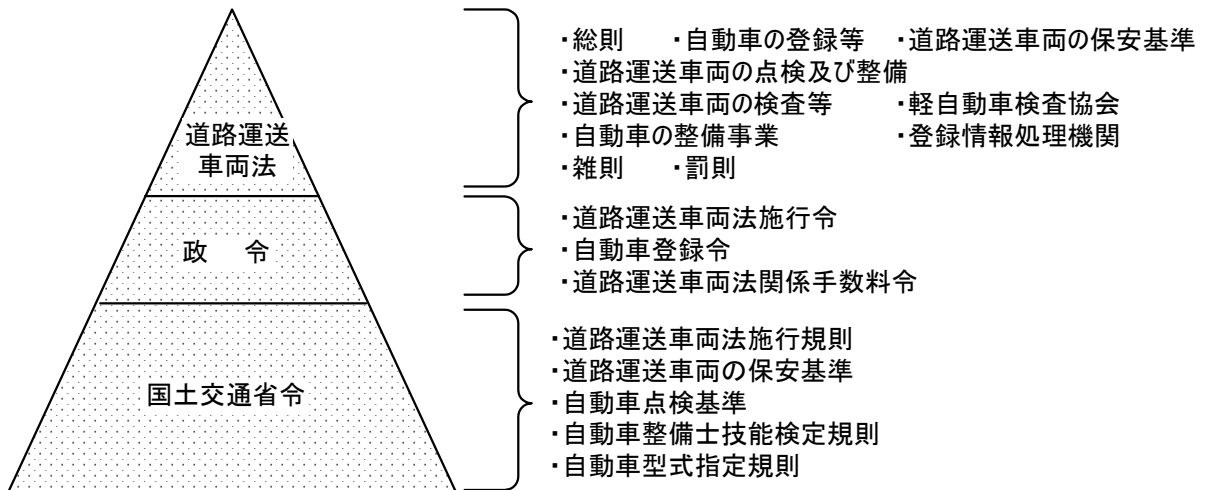 ・総則　・自動車の登録等　・道路運送車両の保安基準
・道路運送車両の点検及び整備
・道路運送車両の検査等　・軽自動車検査協会
・自動車の整備事業　・登録情報処理機関
・雑則　・罰則
道路運送
車両法
・道路運送車両法施行令
・自動車登録令
・道路運送車両法関係手数料令
政　令
・道路運送車両法施行規則
・道路運送車両の保安基準
・自動車点検基準
・自動車整備士技能検定規則
・自動車型式指定規則
国土交通省令